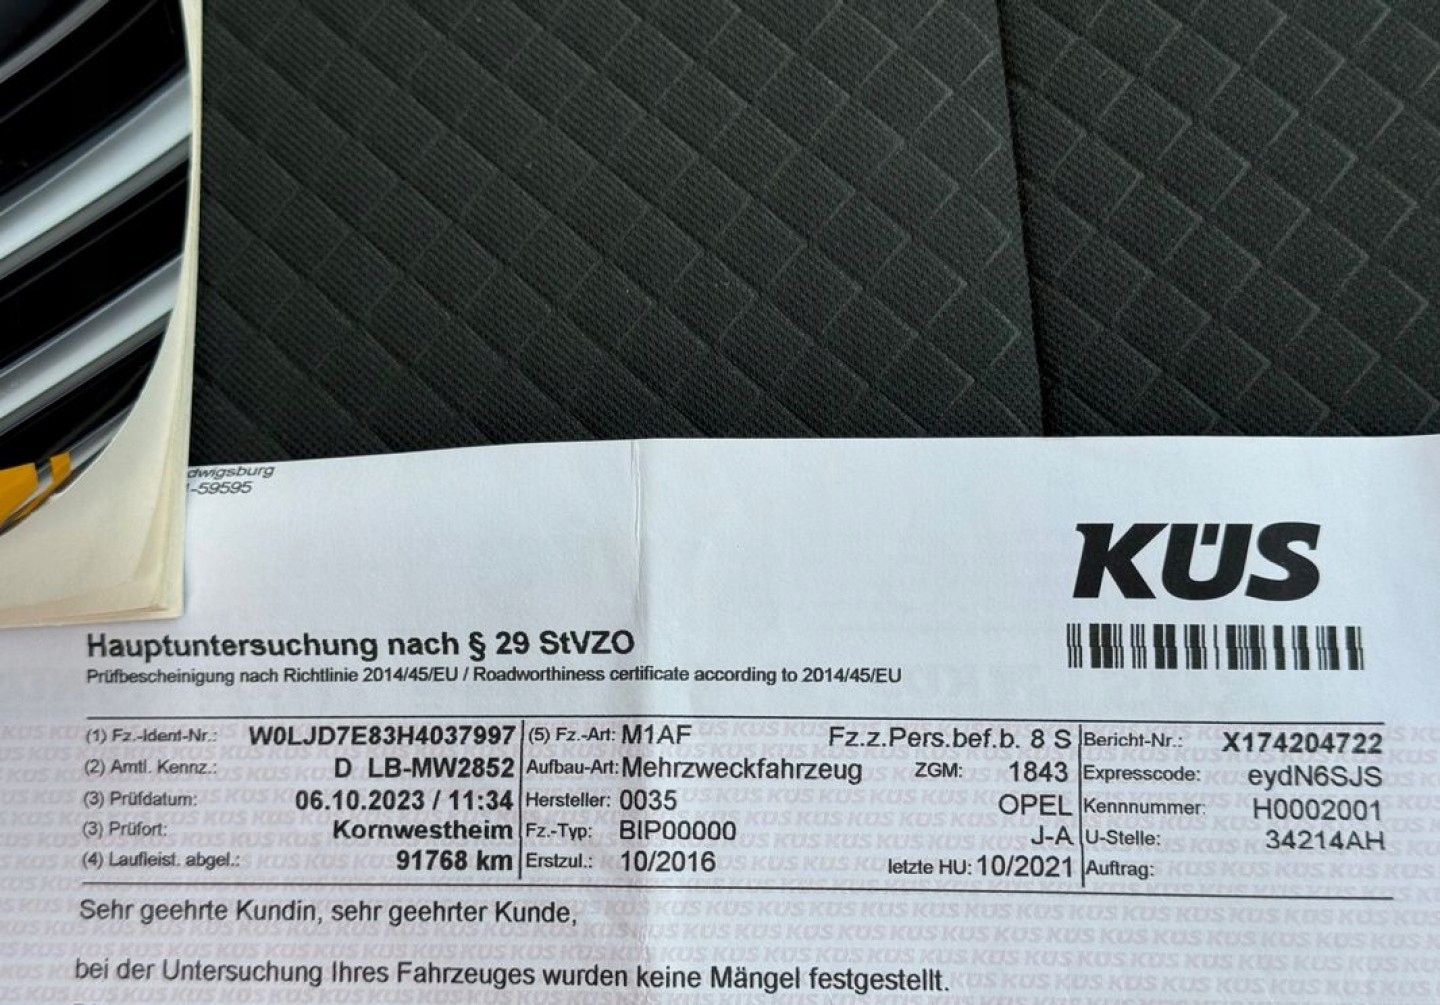 dwigsburg
-59595
KÜS
Hauptuntersuchung nach § 29 StVZO
Prüfbescheinigung nach Richtlinie 2014/45/EU / Roadworthiness certificate according to 2014/45/EU
(1) Fz.-Ident-Nr.: W0LJD7E83H4037997 (5) Fz.-Art: M1AF Fz.z.Pers.bef.b. 8 S Bericht-Nr.: X174204722
(2) Amtl. Kennz.: D LB-MW2852 Aufbau-Art: Mehrzweckfahrzeug ZGM: 1843 Expresscode: eydN6SJS
(3) Prüfdatum: 06.10.2023 / 11:34 Hersteller: 0035 OPEL Kennnummer: H0002001
(3) Prüfort: Kornwestheim Fz.-Typ: BIP00000 J-A U-Stelle: 34214AH
(4) Laufleist. abgel.: 91768 km Erstzul.: 10/2016 letzte HU: 10/2021 Auftrag:
Sehr geehrte Kundin, sehr geehrter Kunde,
bei der Untersuchung Ihres Fahrzeuges wurden keine Mängel festgestellt.